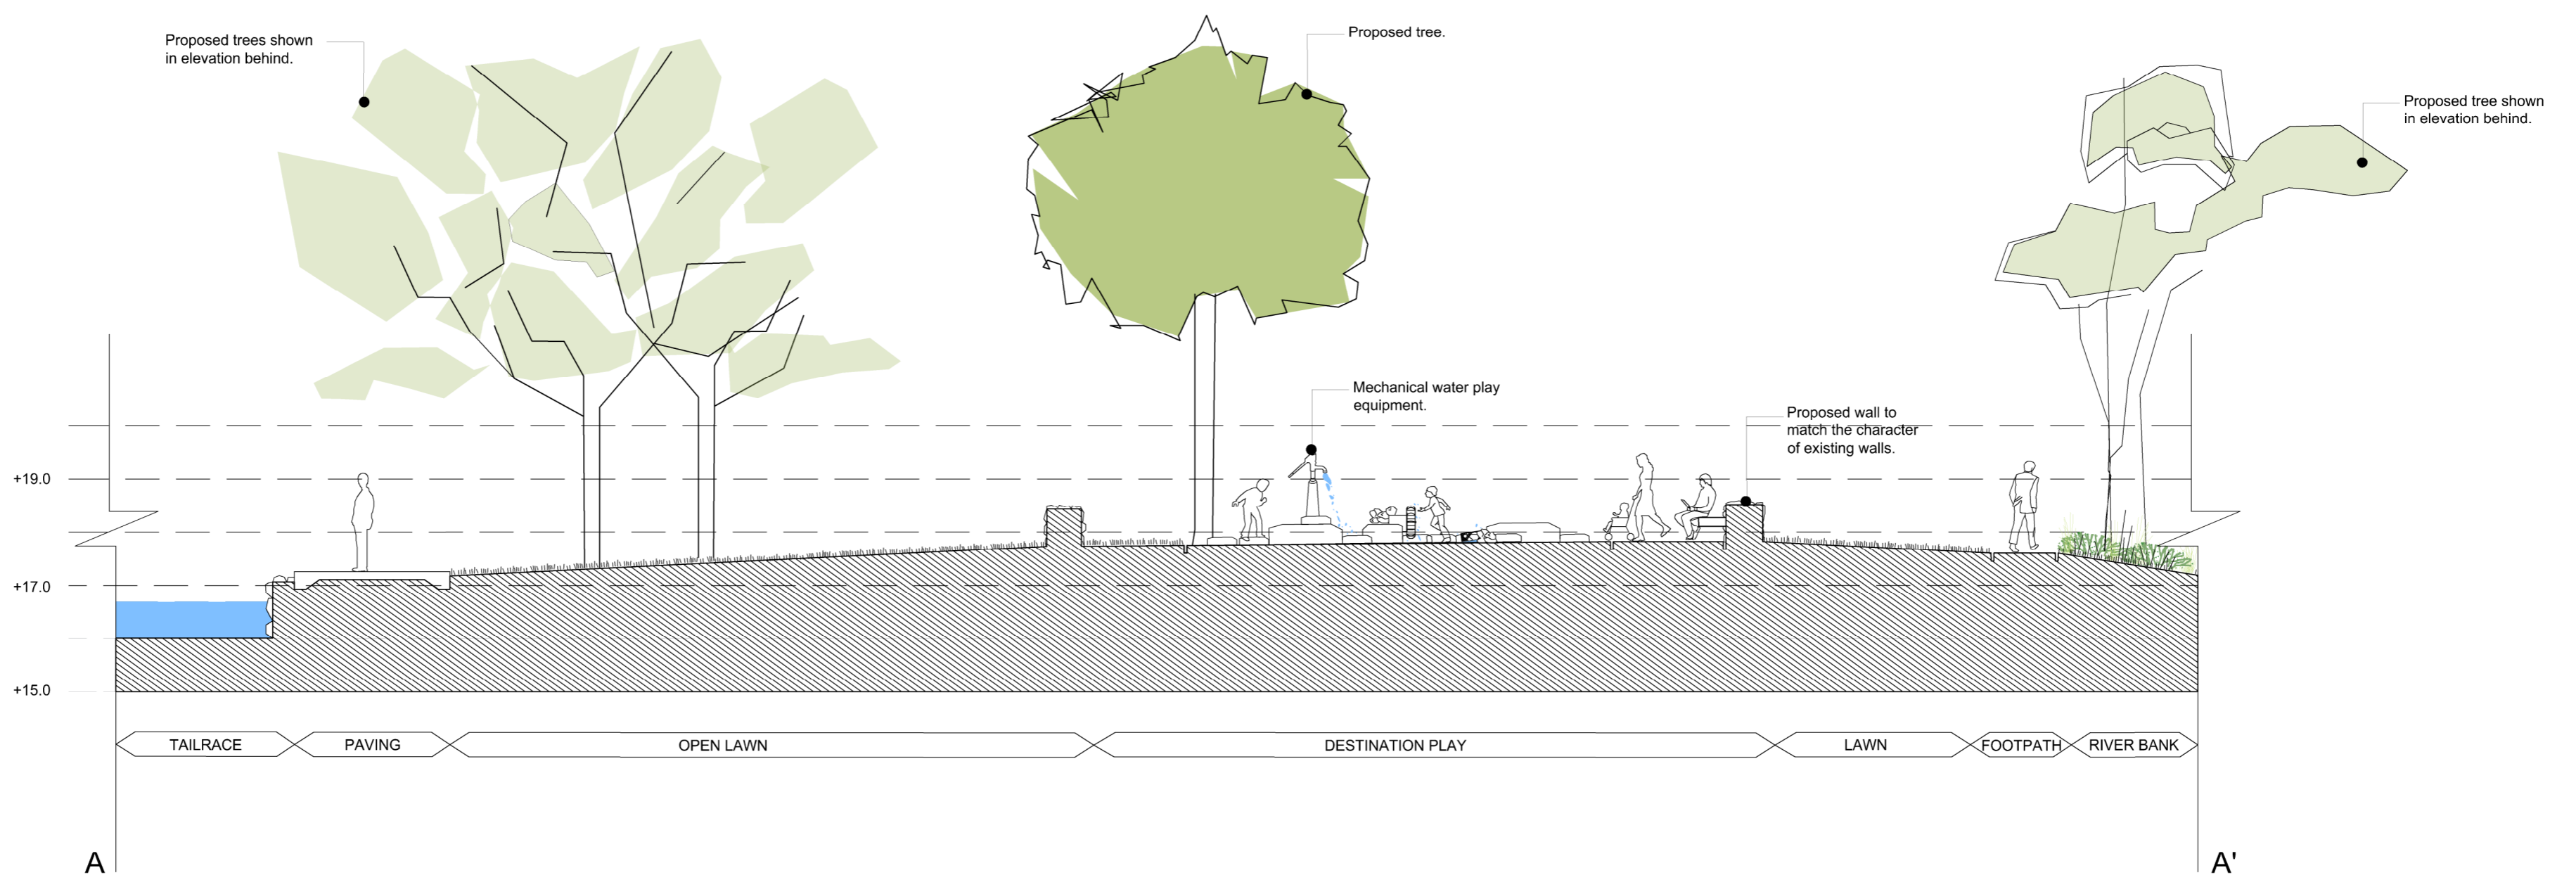 Proposed trees shown
in elevation behind.
Proposed tree.
Proposed tree shown
in elevation behind.
Mechanical water play
equipment.
Proposed wall to
match the character
of existing walls.
+19.0
+17.0
+15.0
TAILRACE
PAVING
OPEN LAWN
DESTINATION PLAY
LAWN
FOOTPATH
RIVER BANK
A
A'